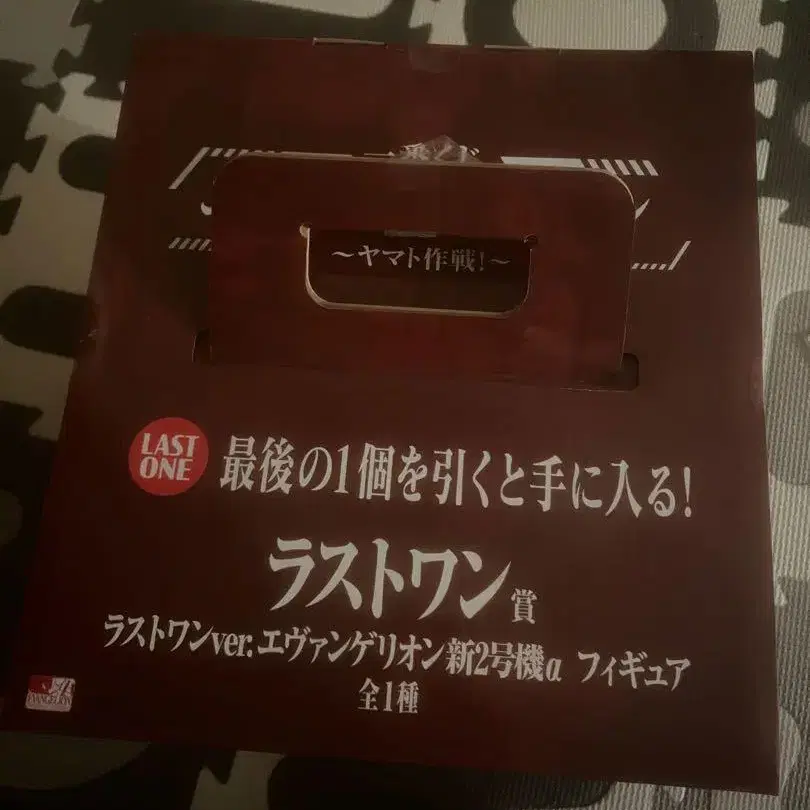 ～ヤマト作戦！～
LAST
ONE
最後の1個を引くと手に入る！
ラストワン賞
ラストワンver.エヴァンゲリオン新2号機α フィギュア
全1種
EVANGELION